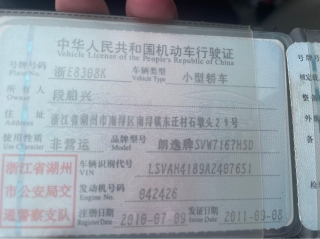 中华人民共和国机动车行驶证
Vehicle License of the People's Republic of China
号牌号码 浙E8308K 车辆类型 小型轿车
Plate No. Vehicle Type
所有人 段船兴
Owner
住址 浙江省湖州市南浔区南浔镇东迁村石墩头25号
使用性质 非营运 品牌型号 朗逸牌SVW7167HSD
Use Character Model
浙江省湖州
市公安局交
通警察支队
车辆识别代号 LSVAH4189A2407651
VIN
发动机号码 042426
Engine No.
注册日期 2010-07-09 发证日期 2011-09-08
Register Date Issue Date